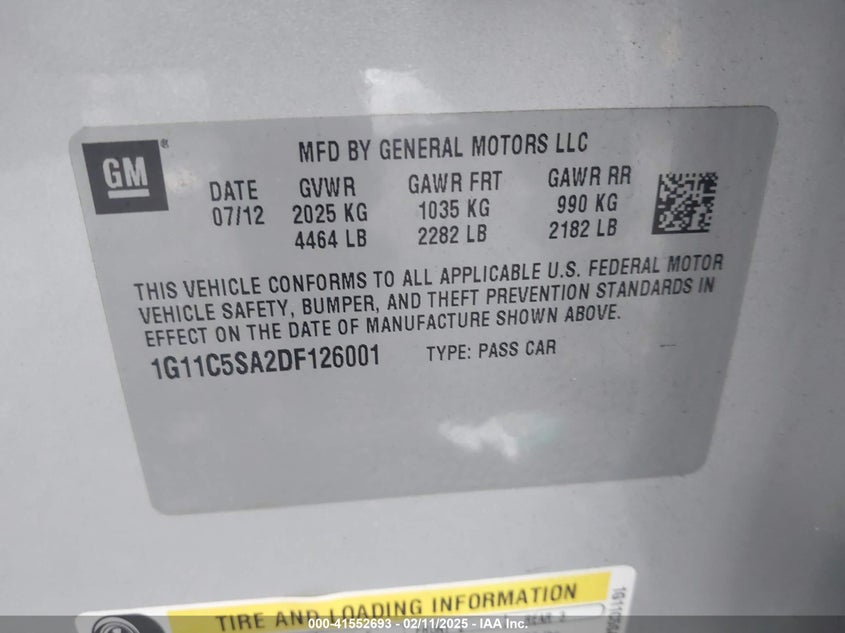 GM
MFD BY GENERAL MOTORS LLC
DATE GVWR GAWR FRT GAWR RR
07/12 2025 KG 1035 KG 990 KG
4464 LB 2282 LB 2182 LB
THIS VEHICLE CONFORMS TO ALL APPLICABLE U.S. FEDERAL MOTOR
VEHICLE SAFETY, BUMPER, AND THEFT PREVENTION STANDARDS IN
EFFECT ON THE DATE OF MANUFACTURE SHOWN ABOVE.
1G11C5SA2DF126001 TYPE: PASS CAR
TIRE AND LOADING INFORMATION
000-41552693 - 02/11/2025 - IAA Inc.